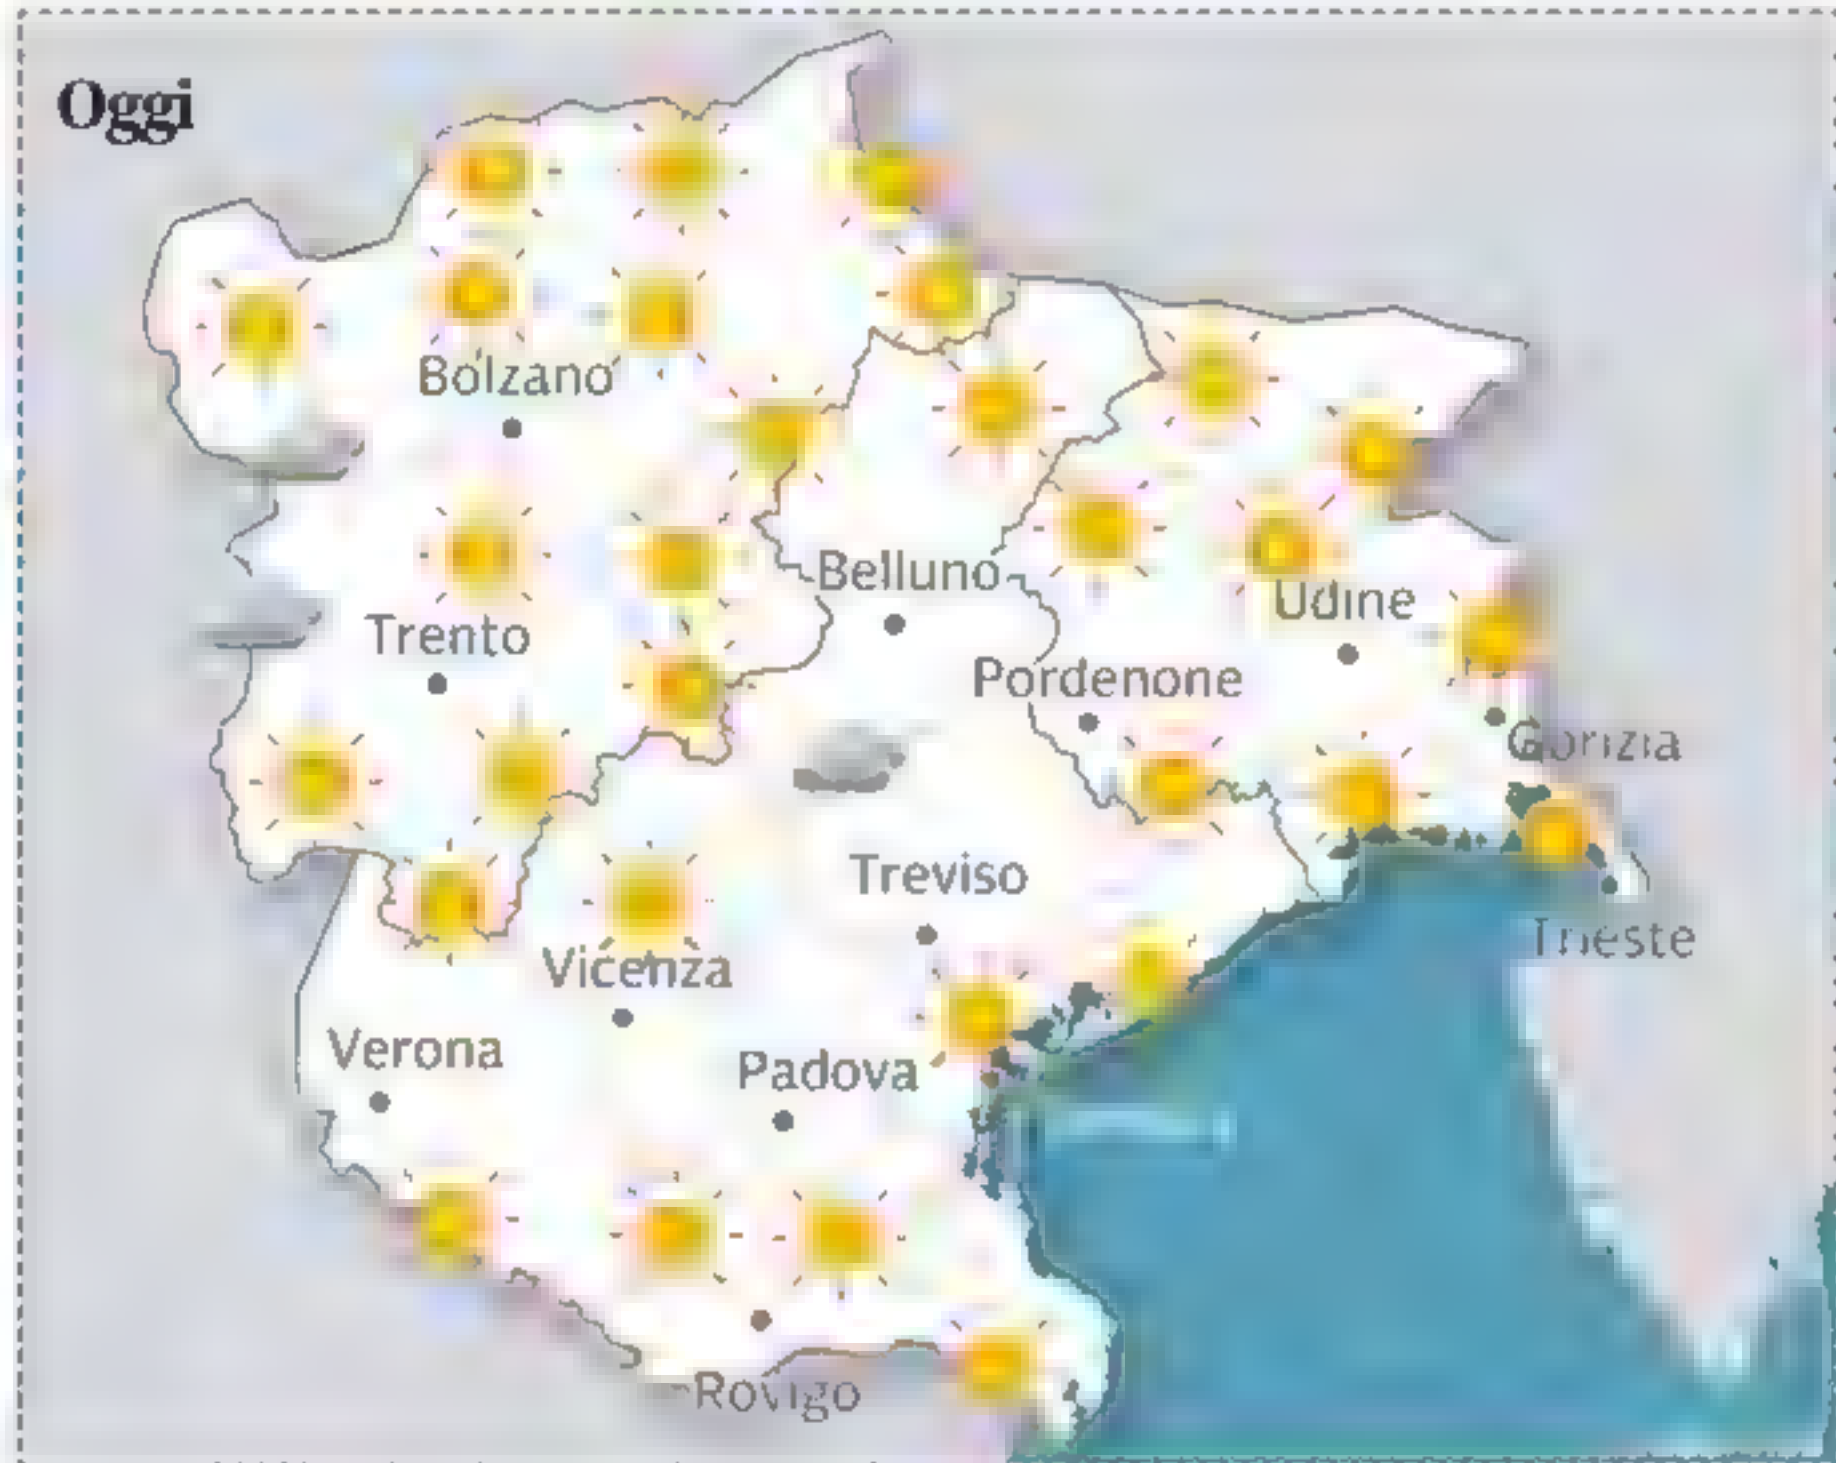 Oggi
Bolzano
Belluno
Udine
Trento
Pordenone
Gorizia
Treviso
Trieste
Vicenza
Verona
Padova
Rovigo